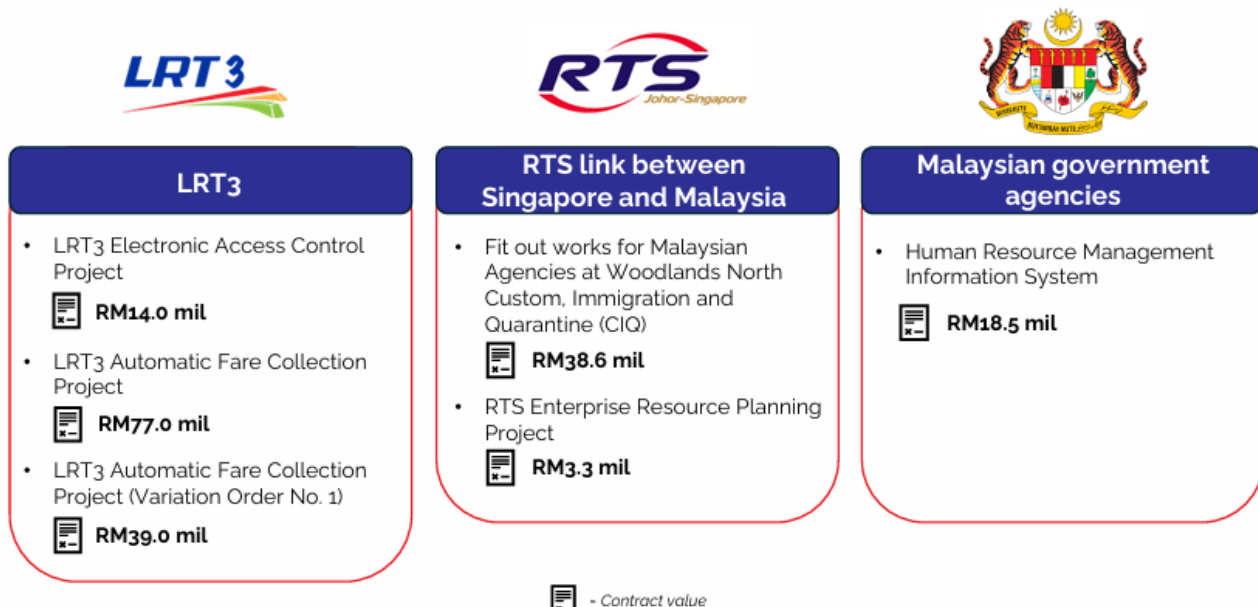 LRT 3
RTS
Johor-Singapore
LRT3
• LRT3 Electronic Access Control
Project
RM14.0 mil
• LRT3 Automatic Fare Collection
Project
RM77.0 mil
• LRT3 Automatic Fare Collection
Project (Variation Order No. 1)
RM39.0 mil
RTS link between
Singapore and Malaysia
• Fit out works for Malaysian
Agencies at Woodlands North
Custom, Immigration and
Quarantine (CIQ)
RM38.6 mil
• RTS Enterprise Resource Planning
Project
RM3.3 mil
Malaysian government
agencies
• Human Resource Management
Information System
RM18.5 mil
- Contract value